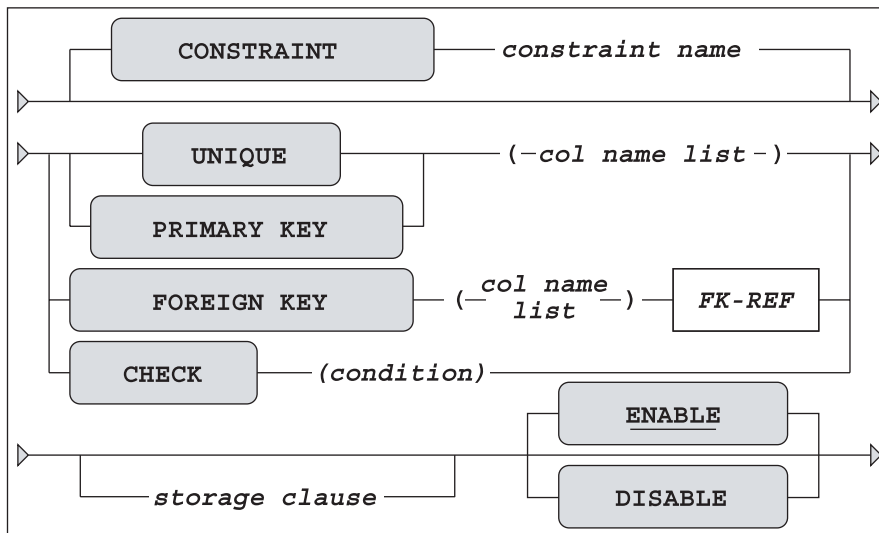 CONSTRAINT constraint name
UNIQUE (col name list)
PRIMARY KEY
FOREIGN KEY (col name list) FK-REF
CHECK (condition)
ENABLE
storage clause
DISABLE